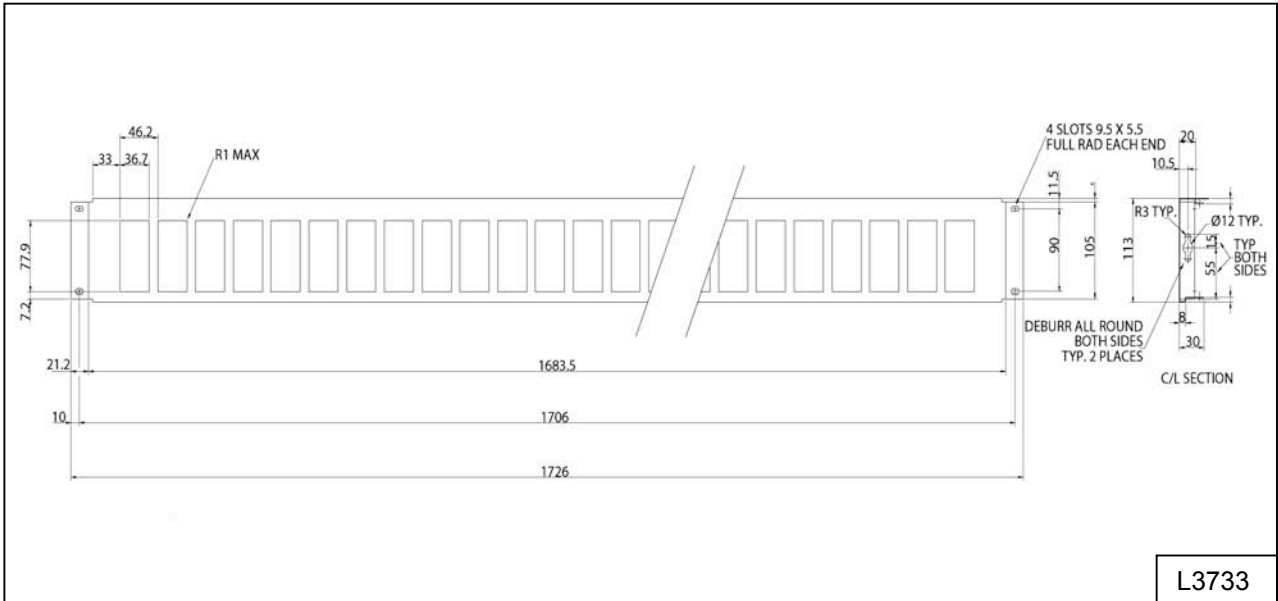 46.2
33
36.7
R1 MAX
77.9
7.2
21.2
1683.5
10
1706
1726
4 SLOTS 9.5 X 5.5
FULL RAD EACH END
11.5
90
105
20
10.5
R3 TYP.
Ø12 TYP.
113
15
55
TYP
BOTH
SIDES
8
30
DEBURR ALL ROUND
BOTH SIDES
TYP. 2 PLACES
C/L SECTION
L3733